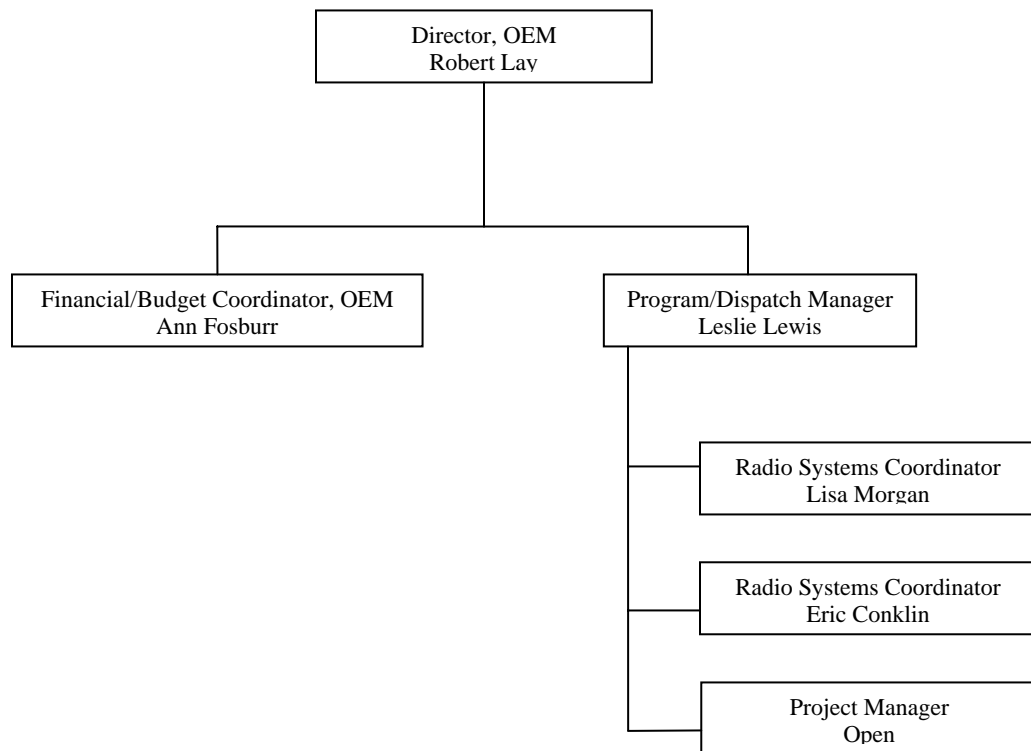 Director, OEM
Robert Lay
Financial/Budget Coordinator, OEM
Ann Fosburr
Program/Dispatch Manager
Leslie Lewis
Radio Systems Coordinator
Lisa Morgan
Radio Systems Coordinator
Eric Conklin
Project Manager
Open